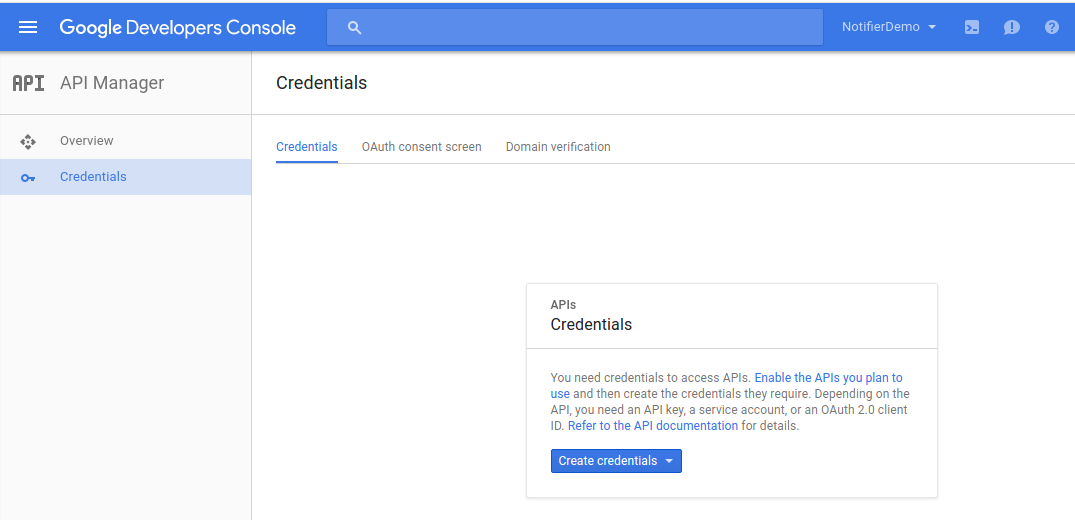 Google Developers Console
NotifierDemo
API API Manager
Credentials
Overview
Credentials
Credentials OAuth consent screen Domain verification
APIs
Credentials
You need credentials to access APIs. Enable the APIs you plan to
use and then create the credentials they require. Depending on the
API, you need an API key, a service account, or an OAuth 2.0 client
ID. Refer to the API documentation for details.
Create credentials